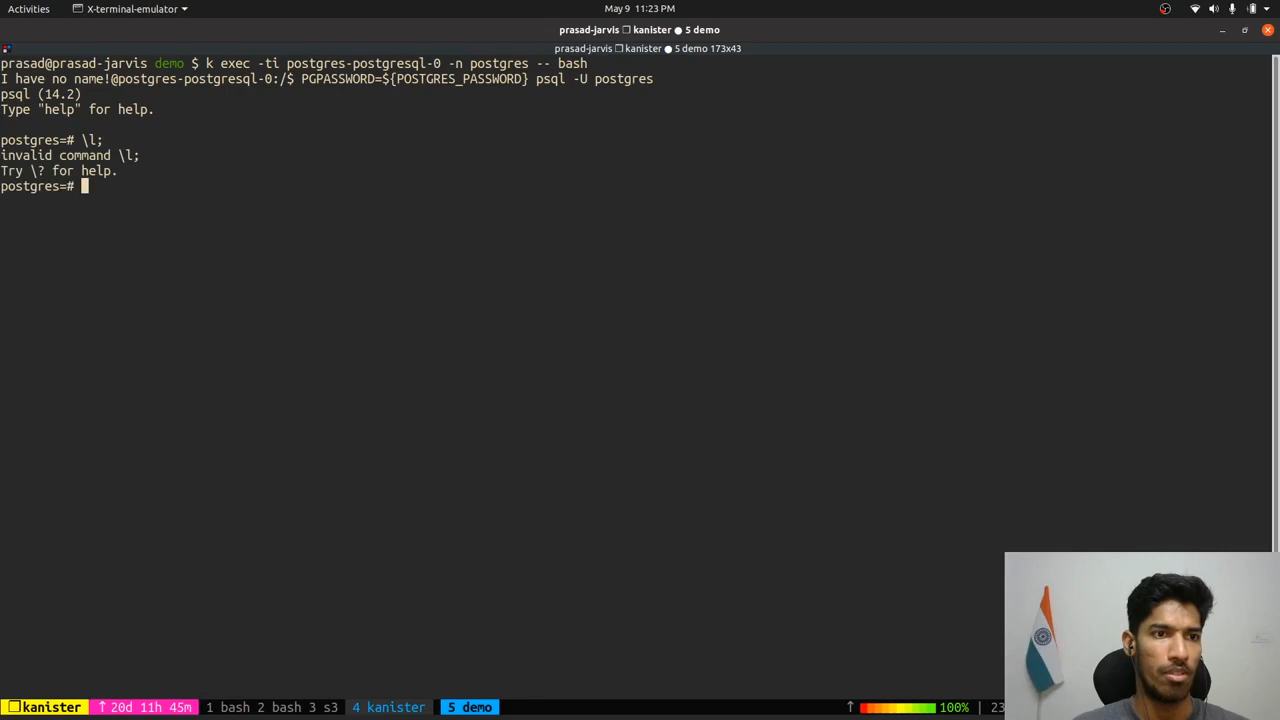 Activities
X-terminal-emulator
May 9 11:23 PM
prasad-jarvis ❐ kanister ● 5 demo
prasad-jarvis ❐ kanister ● 5 demo 173x43
prasad@prasad-jarvis demo $ k exec -ti postgres-postgresql-0 -n postgres -- bash
I have no name!@postgres-postgresql-0:/$ PGPASSWORD=${POSTGRES_PASSWORD} psql -U postgres
psql (14.2)
Type "help" for help.
postgres=# \l;
invalid command \l;
Try \? for help.
postgres=#
❐ kanister ↑ 20d 11h 45m 1 bash 2 bash 3 s3 4 kanister 5 demo ↑ 100% | 23